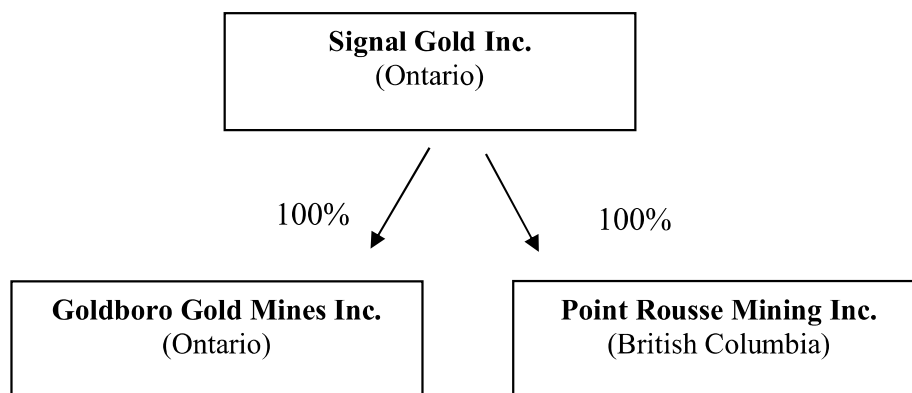 Signal Gold Inc.
(Ontario)
100%
100%
Goldboro Gold Mines Inc.
(Ontario)
Point Rousse Mining Inc.
(British Columbia)